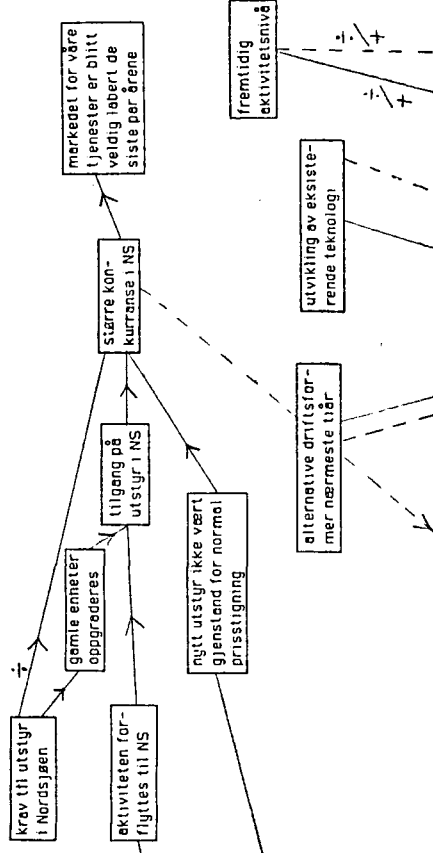 markedet for våre
tjenester er blitt
veldig labert de
siste par årene
fremtidig
aktivitetsnivå
÷/+
÷/+
større kon-
kurranse i NS
utvikling av eksiste-
rende teknologi
tilgang på
utstyr i NS
alternative driftsfor-
mer nærmeste tiår
÷
gamle enheter
oppgraderes
nytt utstyr ikke vært
gjenstand for normal
prisstigning
krav til utstyr
i Nordsjøen
aktiviteten for-
flyttes til NS